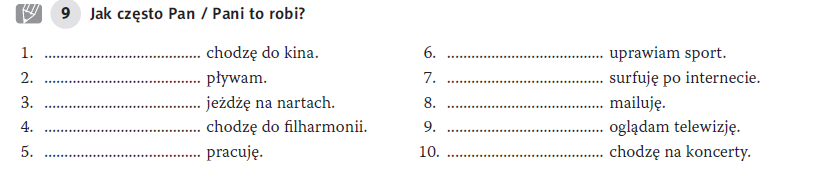 9 Jak często Pan / Pani to robi?
1. ....................................... chodzę do kina.
2. ....................................... pływam.
3. ....................................... jeżdżę na nartach.
4. ....................................... chodzę do filharmonii.
5. ....................................... pracuję.
6. ....................................... uprawiam sport.
7. ....................................... surfuję po internecie.
8. ....................................... mailuję.
9. ....................................... oglądam telewizję.
10. ....................................... chodzę na koncerty.